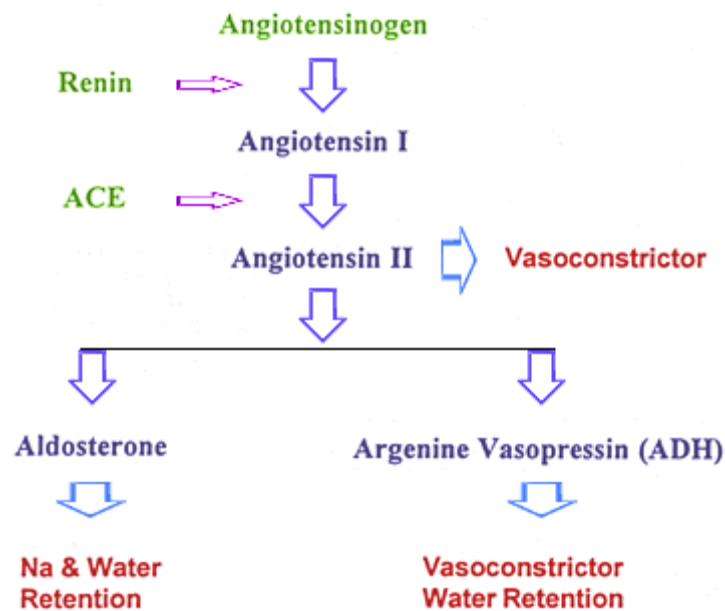 Angiotensinogen
Renin
Angiotensin I
ACE
Angiotensin II
Vasoconstrictor
Aldosterone
Argenine Vasopressin (ADH)
Na & Water
Retention
Vasoconstrictor
Water Retention